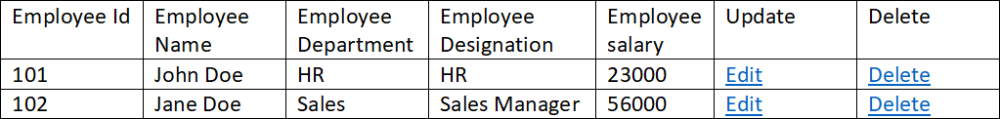 Employee Id Employee Employee Employee Employee Update Delete
Name Department Designation salary
101 John Doe HR HR 23000 Edit Delete
102 Jane Doe Sales Sales Manager 56000 Edit Delete